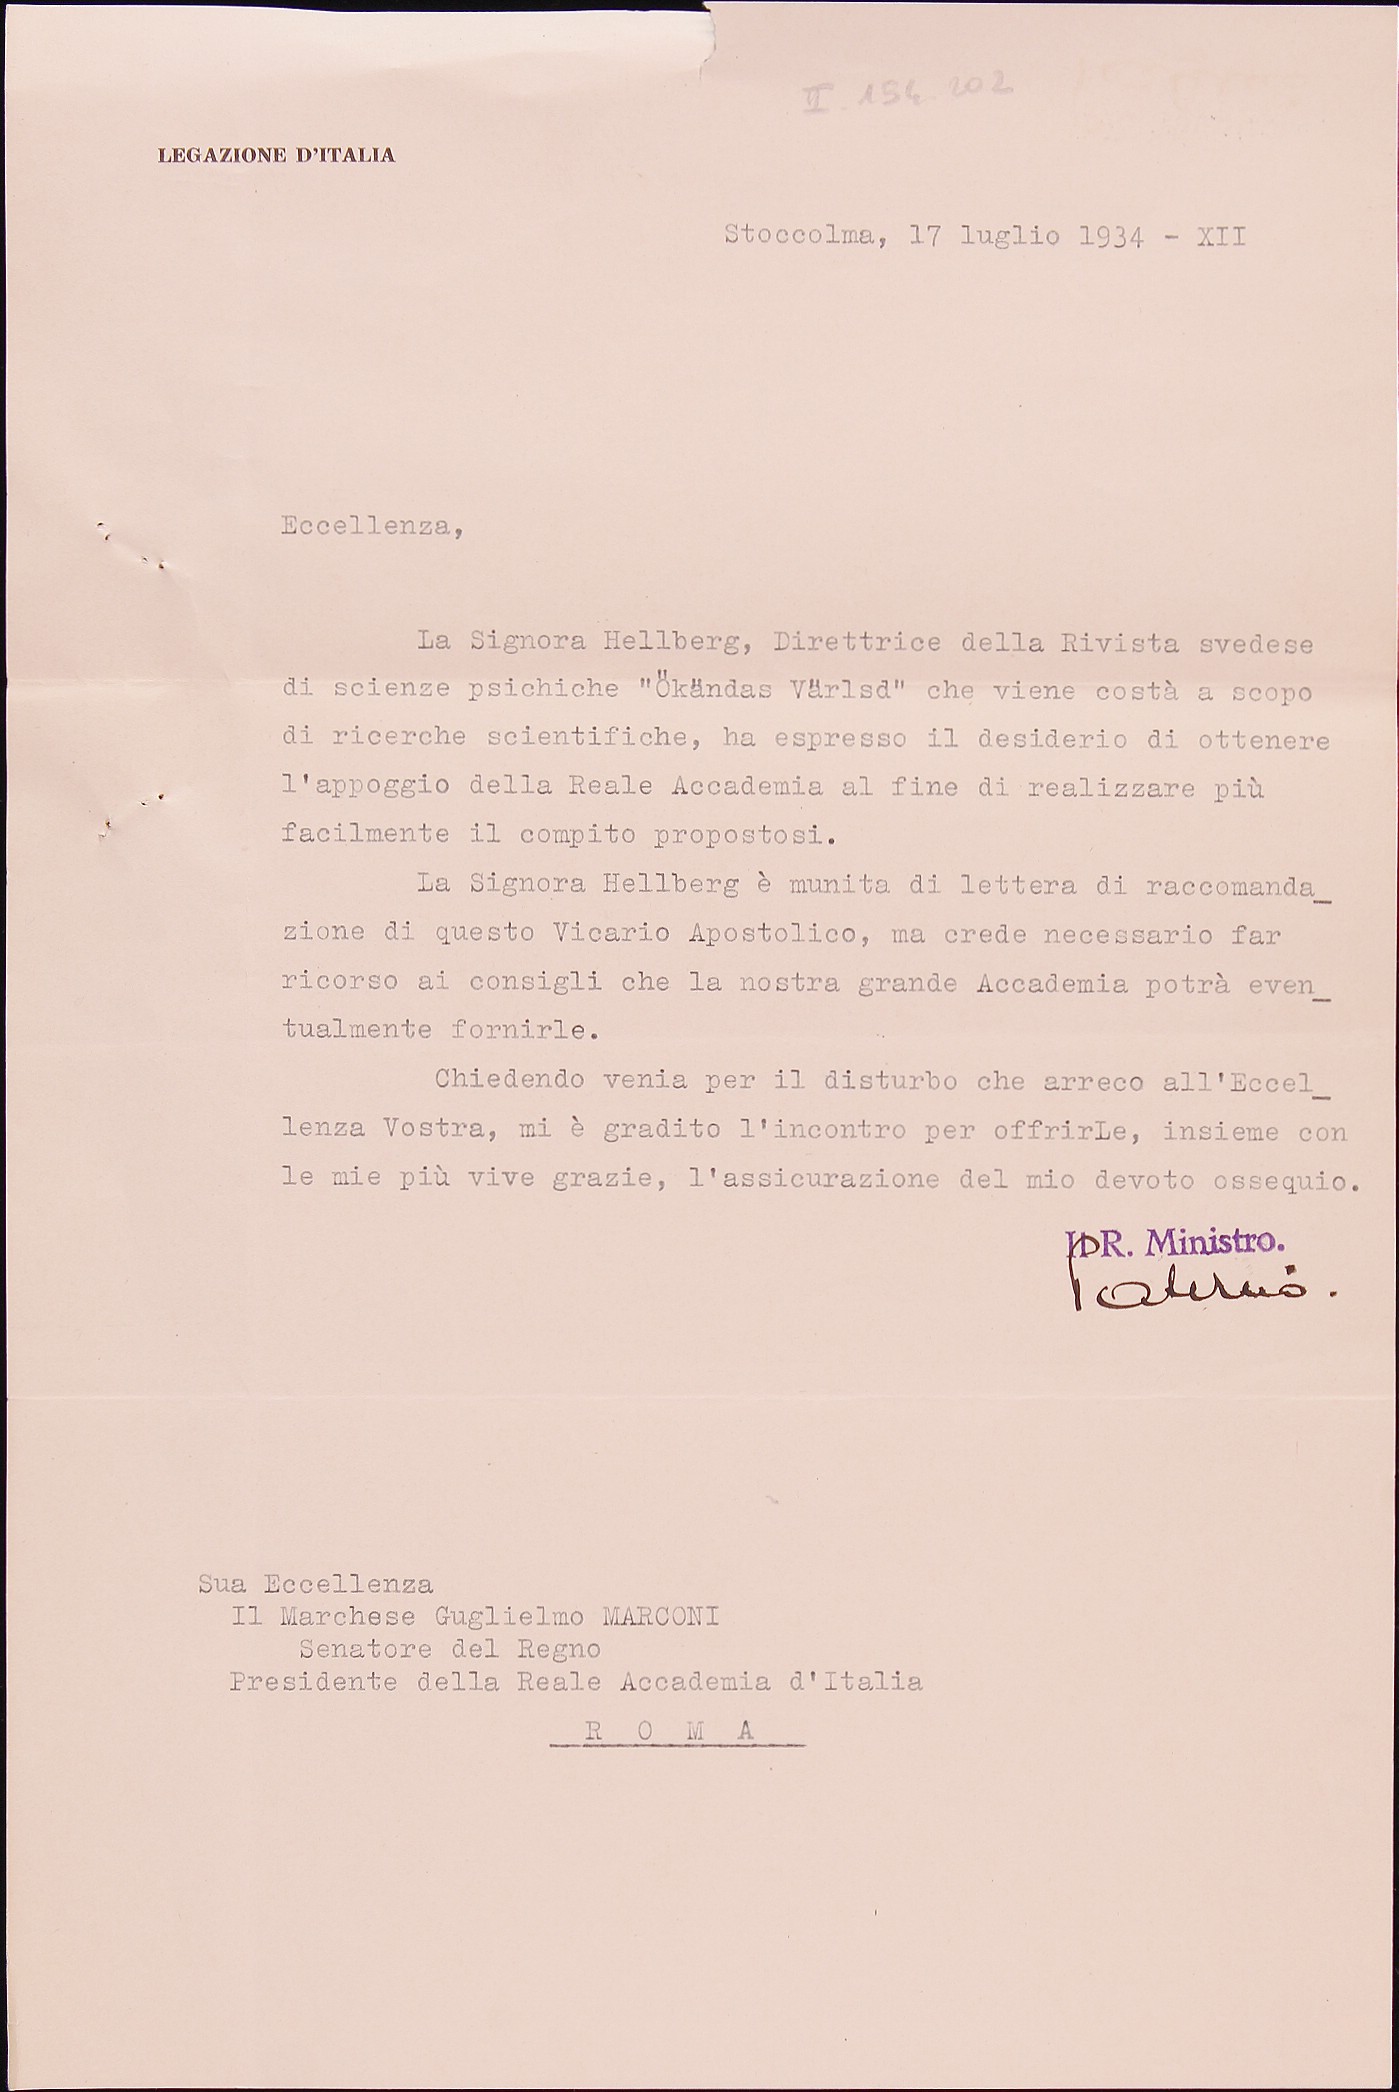 II. 154. 202
LEGAZIONE D'ITALIA
Stoccolma, 17 luglio 1934 - XII
Eccellenza,
La Signora Hellberg, Direttrice della Rivista svedese
di scienze psichiche "Ökändas Världsd" che viene costà a scopo
di ricerche scientifiche, ha espresso il desiderio di ottenere
l'appoggio della Reale Accademia al fine di realizzare più
facilmente il compito propostosi.
La Signora Hellberg è munita di lettera di raccomanda_
zione di questo Vicario Apostolico, ma crede necessario far
ricorso ai consigli che la nostra grande Accademia potrà even_
tualmente fornirle.
Chiedendo venia per il disturbo che arreco all'Eccel_
lenza Vostra, mi è gradito l'incontro per offrirLe, insieme con
le mie più vive grazie, l'assicurazione del mio devoto ossequio.
IL R. Ministro.
Paternò.
Sua Eccellenza
Il Marchese Guglielmo MARCONI
Senatore del Regno
Presidente della Reale Accademia d'Italia
R O M A